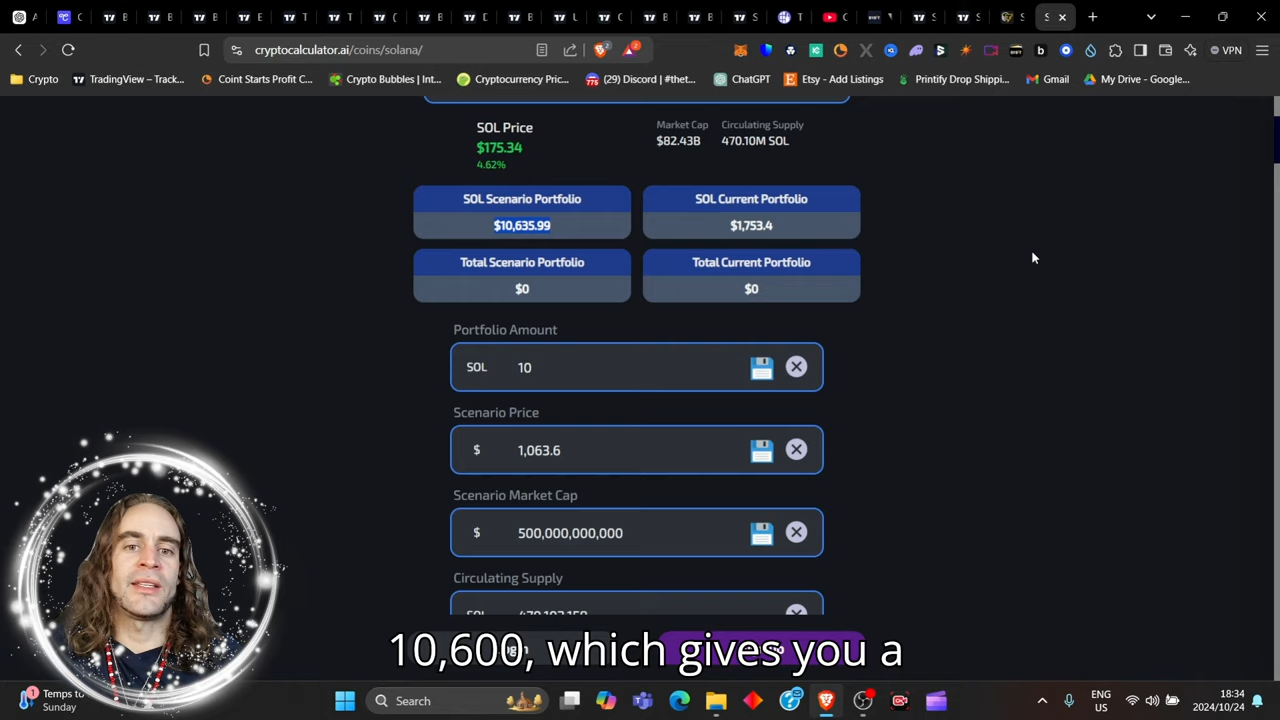 cryptocalculator.ai/coins/solana/
2
2
VPN
Crypto
TradingView – Track...
Coint Starts Profit C...
Crypto Bubbles | Int...
Cryptocurrency Pric...
(29) Discord | #thet...
ChatGPT
Etsy - Add Listings
Printify Drop Shippi...
Gmail
My Drive - Google...
SOL Price
$175.34
4.62%
Market Cap
$82.43B
Circulating Supply
470.10M SOL
SOL Scenario Portfolio
$10,635.99
SOL Current Portfolio
$1,753.4
Total Scenario Portfolio
$0
Total Current Portfolio
$0
Portfolio Amount
SOL 10
Scenario Price
$ 1,063.6
Scenario Market Cap
$ 500,000,000,000
Circulating Supply
10,600, which gives you a
1
Temps to
Sunday
Search
ENG
US
18:34
2024/10/24